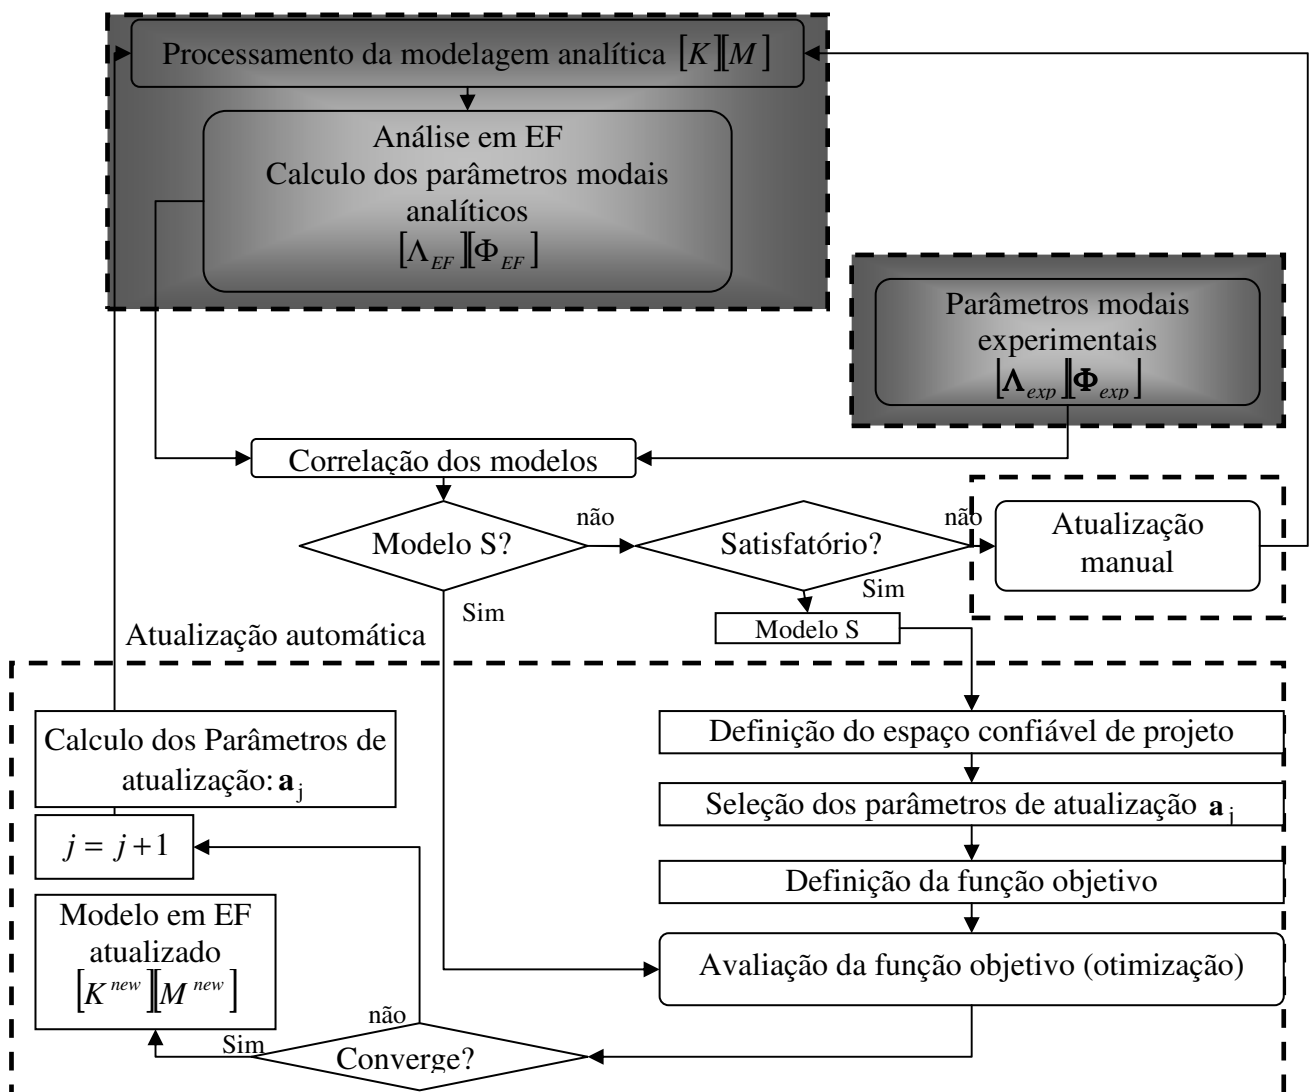 Processamento da modelagem analítica [K][M]
Análise em EF
Calculo dos parâmetros modais
analíticos
[Λ_EF][Φ_EF]
Parâmetros modais
experimentais
[Λ_exp][Φ_exp]
Correlação dos modelos
Modelo S?
não
Satisfatório?
não
Atualização
manual
Sim
Sim
Modelo S
Atualização automática
Calculo dos Parâmetros de
atualização: a_j
Definição do espaço confiável de projeto
Seleção dos parâmetros de atualização a_j
j = j+1
Definição da função objetivo
Modelo em EF
atualizado
[K^new][M^new]
Avaliação da função objetivo (otimização)
não
Sim
Converge?